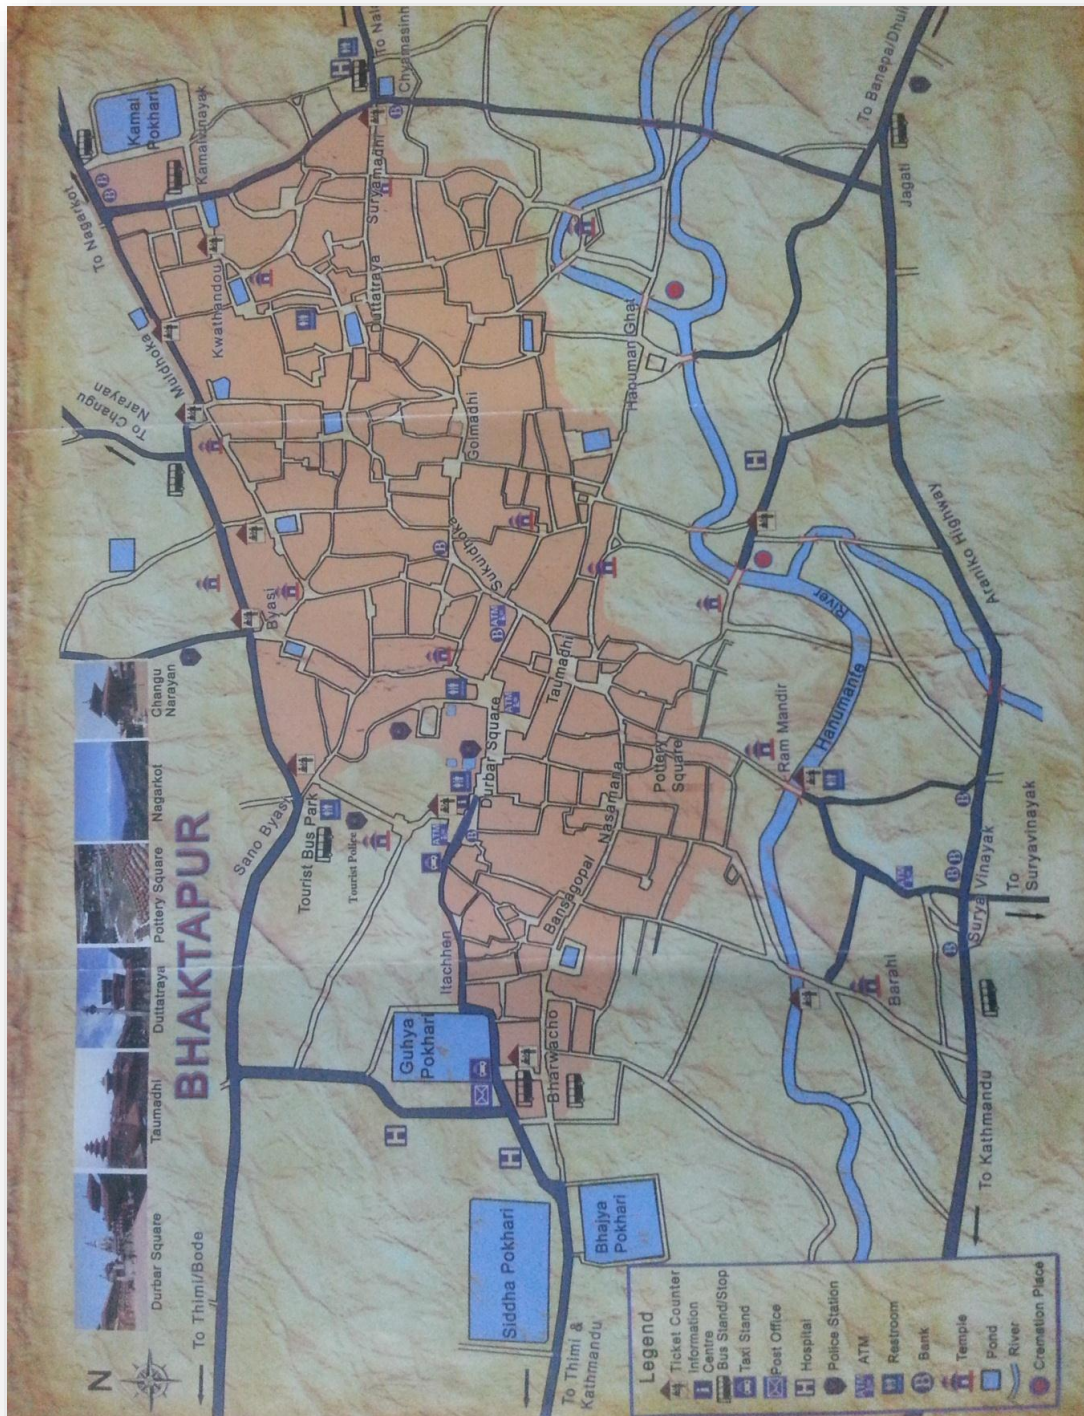 N
Durbar Square
Taumadhi
Duttatraya
Pottery Square
Nagarkot
Changu
Narayan
BHAKTAPUR
To Thimi/Bode
To Changu
Narayan
To Nagarkot
Kamal
Pokhari
Kamalvinayak
Muldhoka
Kwathandou
Byasi
Sano Byasi
Tourist Bus Park
Tourist Police
To Nal
Chyamasinh
Suryamadhi
Dattatraya
Golmadhi
Sukuldhoka
Itachhen
Guhya
Pokhari
Durbar Square
Taumadhi
Siddha Pokhari
Bharwacho
Bansagopal
Nasamana
Bhajya
Pokhari
To Thimi &
Kathmandu
Pottery
Square
Hanuman Ghat
Ram Mandir
Hanumante
River
Barahi
To Banepa/Dhuli
Jagati
Araniko Highway
Surya Vinayak
To
Suryavinayak
To Kathmandu
Legend
Ticket Counter
Information
Centre
Bus Stand/Stop
Taxi Stand
Post Office
Hospital
Police Station
ATM
Restroom
Bank
Temple
Pond
River
Cremation Place